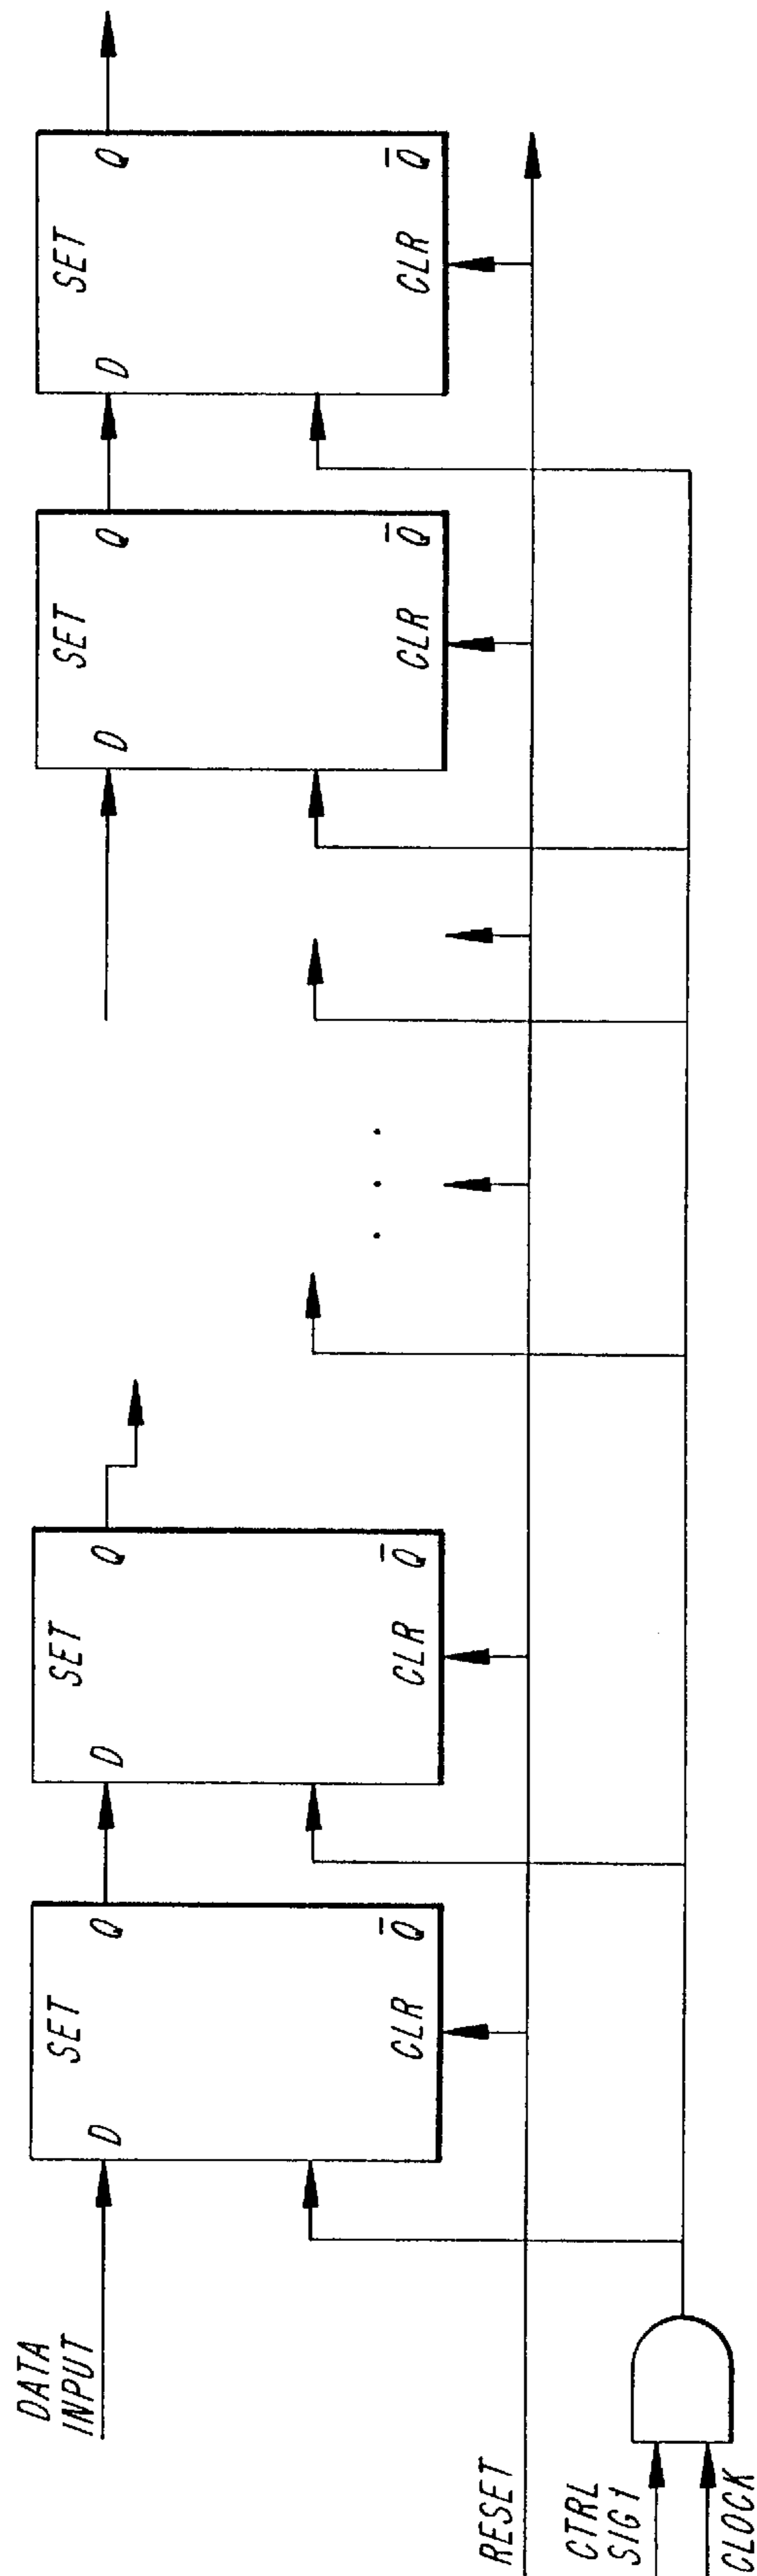 DATA
INPUT
D
SET
Q
CLR
Q̅
D
SET
Q
CLR
Q̅
D
SET
Q
CLR
Q̅
D
SET
Q
CLR
Q̅
RESET
CTRL
SIG1
CLOCK